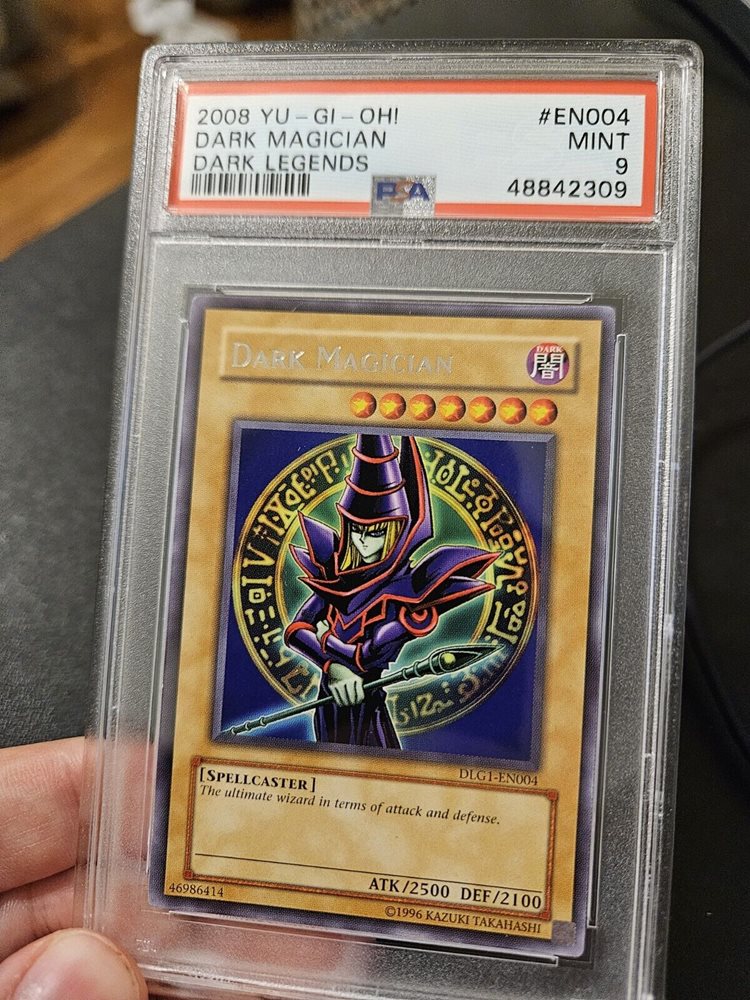 2008 YU-GI-OH! #EN004
DARK MAGICIAN MINT
DARK LEGENDS 9
PSA 48842309
DARK MAGICIAN
DARK
闇
DLG1-EN004
[SPELLCASTER]
The ultimate wizard in terms of attack and defense.
ATK/2500 DEF/2100
46986414
©1996 KAZUKI TAKAHASHI